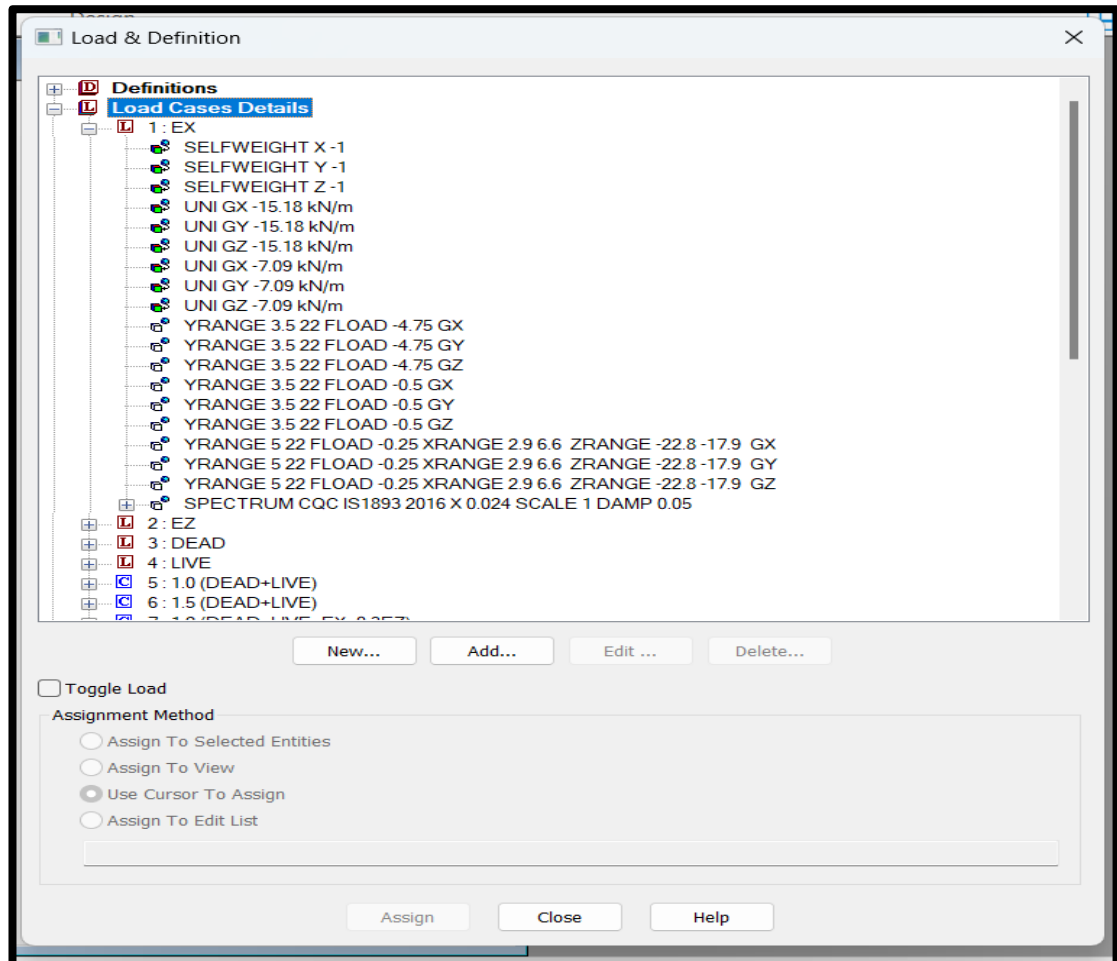 Load & Definition
Definitions
Load Cases Details
1 : EX
SELFWEIGHT X -1
SELFWEIGHT Y -1
SELFWEIGHT Z -1
UNI GX -15.18 kN/m
UNI GY -15.18 kN/m
UNI GZ -15.18 kN/m
UNI GX -7.09 kN/m
UNI GY -7.09 kN/m
UNI GZ -7.09 kN/m
YRANGE 3.5 22 FLOAD -4.75 GX
YRANGE 3.5 22 FLOAD -4.75 GY
YRANGE 3.5 22 FLOAD -4.75 GZ
YRANGE 3.5 22 FLOAD -0.5 GX
YRANGE 3.5 22 FLOAD -0.5 GY
YRANGE 3.5 22 FLOAD -0.5 GZ
YRANGE 5 22 FLOAD -0.25 XRANGE 2.9 6.6 ZRANGE -22.8 -17.9 GX
YRANGE 5 22 FLOAD -0.25 XRANGE 2.9 6.6 ZRANGE -22.8 -17.9 GY
YRANGE 5 22 FLOAD -0.25 XRANGE 2.9 6.6 ZRANGE -22.8 -17.9 GZ
SPECTRUM CQC IS1893 2016 X 0.024 SCALE 1 DAMP 0.05
2 : EZ
3 : DEAD
4 : LIVE
5 : 1.0 (DEAD+LIVE)
6 : 1.5 (DEAD+LIVE)
New... Add... Edit ... Delete...
Toggle Load
Assignment Method
Assign To Selected Entities
Assign To View
Use Cursor To Assign
Assign To Edit List
Assign Close Help